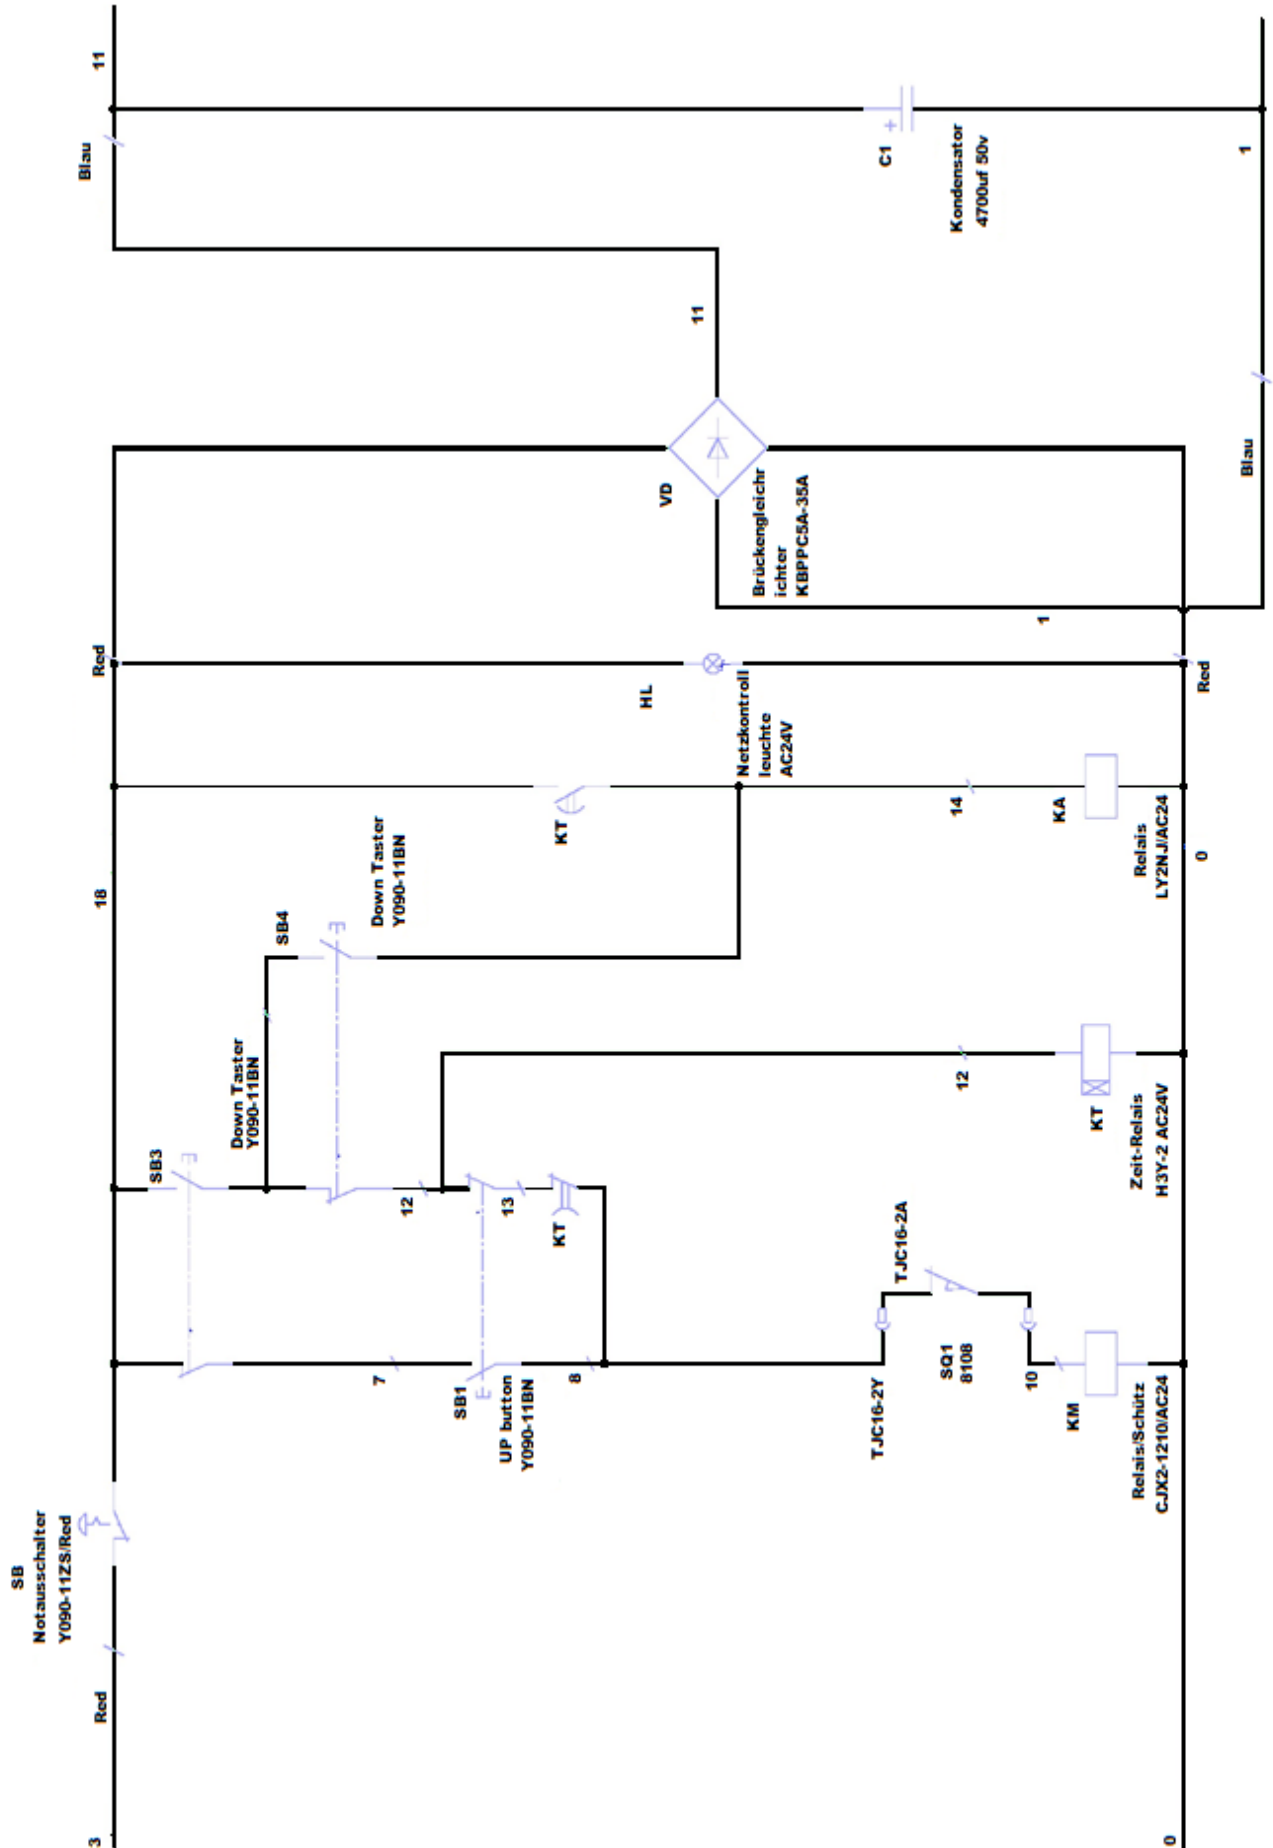 3
Red
SB
Notausschalter
Y090-11ZS/Red
18
Red
Blau
11
SB3
Down Taster
Y090-11BN
SB4
Down Taster
Y090-11BN
7
12
SB1
UP button
Y090-11BN
13
8
KT
KT
HL
Netzkontroll
leuchte
AC24V
VD
Brückengleichr
ichter
KBPPC5A-35A
11
C1
+
Kondensator
4700uf 50v
TJC16-2Y
TJC16-2A
SQ1
8108
10
12
14
1
KM
Relais/Schütz
CJX2-1210/AC24
KT
Zeit-Relais
H3Y-2 AC24V
KA
Relais
LY2NJ/AC24
0
0
Red
Blau
1